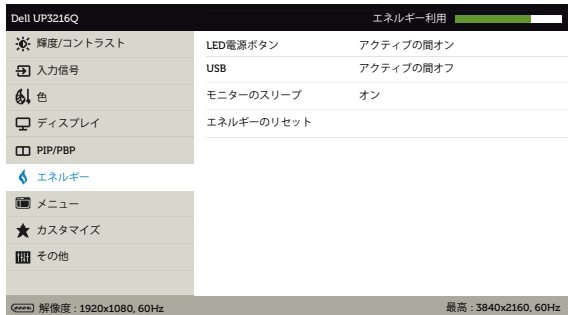 Dell UP3216Q エネルギー利用
輝度/コントラスト
入力信号
色
ディスプレイ
PIP/PBP
エネルギー
メニュー
カスタマイズ
その他
LED電源ボタン アクティブの間オン
USB アクティブの間オフ
モニターのスリープ オン
エネルギーのリセット
解像度 : 1920x1080, 60Hz 最高 : 3840x2160, 60Hz